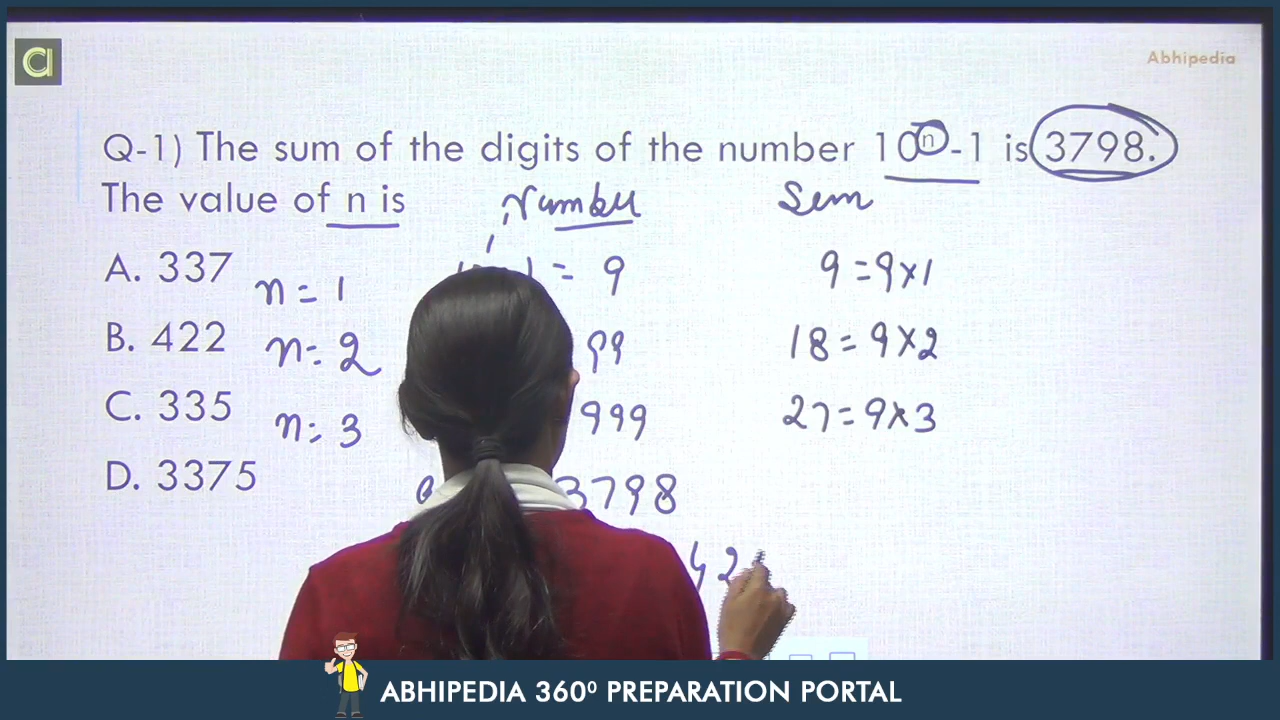 Abhipedia
Q-1) The sum of the digits of the number 10ⁿ-1 is 3798.
The value of n is
Number Sum
A. 337
n = 1
= 9
9 = 9×1
B. 422
n = 2
99
18 = 9×2
C. 335
n = 3
999
27 = 9×3
D. 3375
3798
42
ABHIPEDIA 360⁰ PREPARATION PORTAL